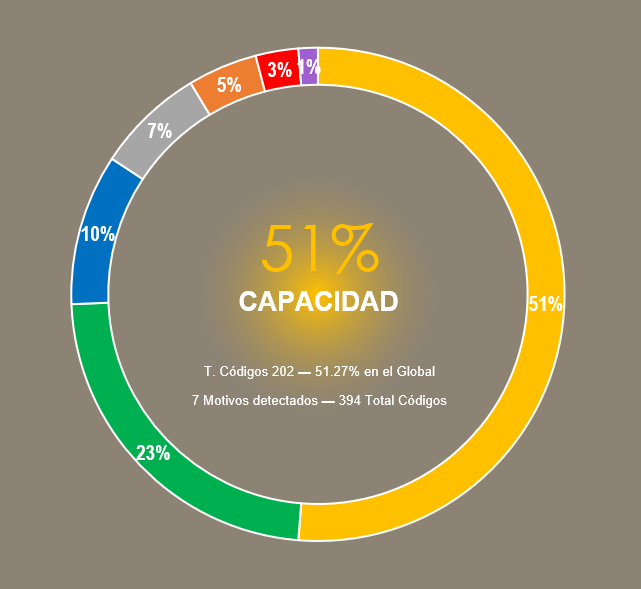 3%
1%
5%
7%
10%
51%
CAPACIDAD
51%
T. Códigos 202 — 51.27% en el Global
7 Motivos detectados — 394 Total Códigos
23%